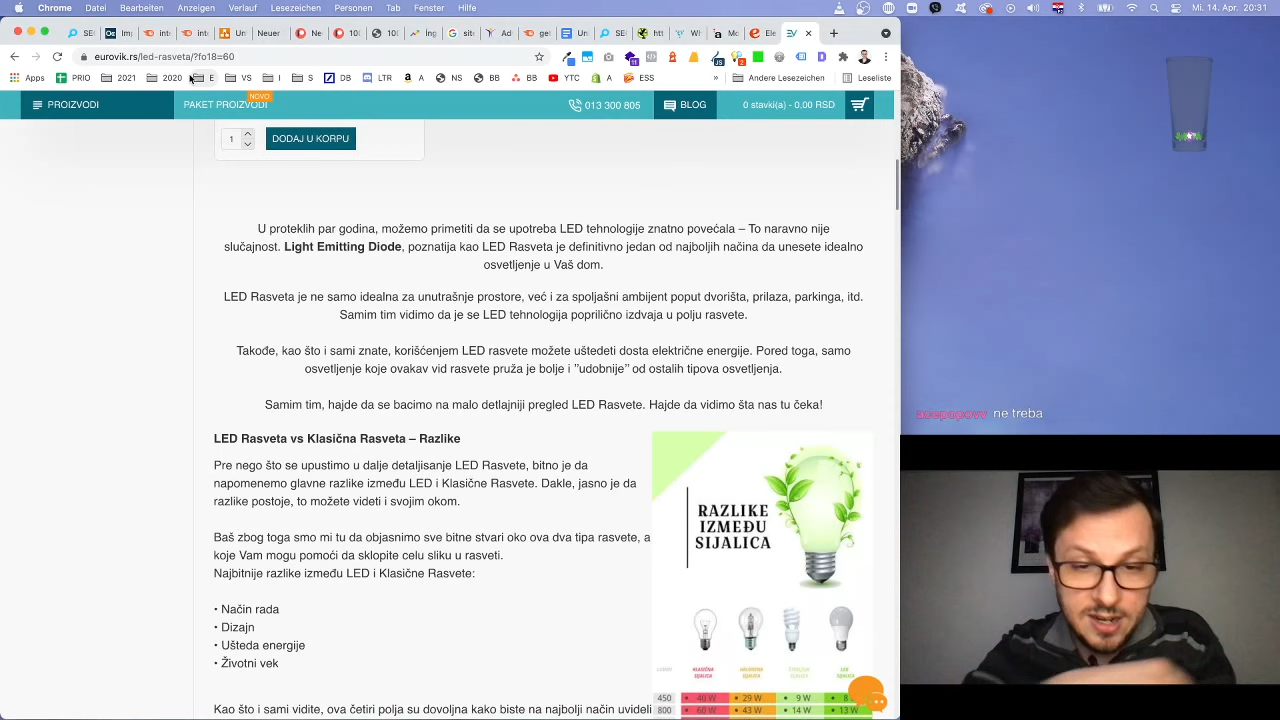 Chrome Datei Bearbeiten Anzeigen Verlauf Lesezeichen Profile Tab Fenster Hilfe
Mi. 14. Apr. 20:31
eurovik.rs/led-rasveta/?fo18=60
Apps PRIO 2021 2020 VS I S DB LTR A NS BB BB YTC A ESS » Andere Lesezeichen Leseliste
NOVO
PROIZVODI PAKET PROIZVODI 013 300 805 BLOG 0 stavki(a) - 0,00 RSD
1 DODAJ U KORPU
U proteklih par godina, možemo primetiti da se upotreba LED tehnologije znatno povećala – To naravno nije
slučajnost. Light Emitting Diode, poznatija kao LED Rasveta je definitivno jedan od najboljih načina da unesete idealno
osvetljenje u Vaš dom.
LED Rasveta je ne samo idealna za unutrašnje prostore, već i za spoljašni ambijent poput dvorišta, prilaza, parkinga, itd.
Samim tim vidimo da je se LED tehnologija poprilično izdvaja u polju rasvete.
Takođe, kao što i sami znate, korišćenjem LED rasvete možete uštedeti dosta električne energije. Pored toga, samo
osvetljenje koje ovakav vid rasvete pruža je bolje i ’’udobnije’’ od ostalih tipova osvetljenja.
Samim tim, hajde da se bacimo na malo detlajniji pregled LED Rasvete. Hajde da vidimo šta nas tu čeka!
LED Rasveta vs Klasična Rasveta – Razlike
Pre nego što se upustimo u dalje detaljisanje LED Rasvete, bitno je da
napomenemo glavne razlike između LED i Klasične Rasvete. Dakle, jasno je da
razlike postoje, to možete videti i svojim okom.
Baš zbog toga smo mi tu da objasnimo sve bitne stvari oko ova dva tipa rasvete, a
koje Vam mogu pomoći da sklopite celu sliku u rasveti.
Najbitnije razlike između LED i Klasične Rasvete:
• Način rada
• Dizajn
• Ušteda energije
• Životni vek
Kao što i sami vidite, ova četiri polja su dovoljna kako biste na najbolji način uvideli
RAZLIKE
IZMEĐU
SIJALICA
KLASIČNA SIJALICA
HALOGENA SIJALICA
LED SIJALICA
450 • 40 W • 29 W • 9 W
800 • 60 W • 43 W • 14 W • 13 W
acepopovv ne treba